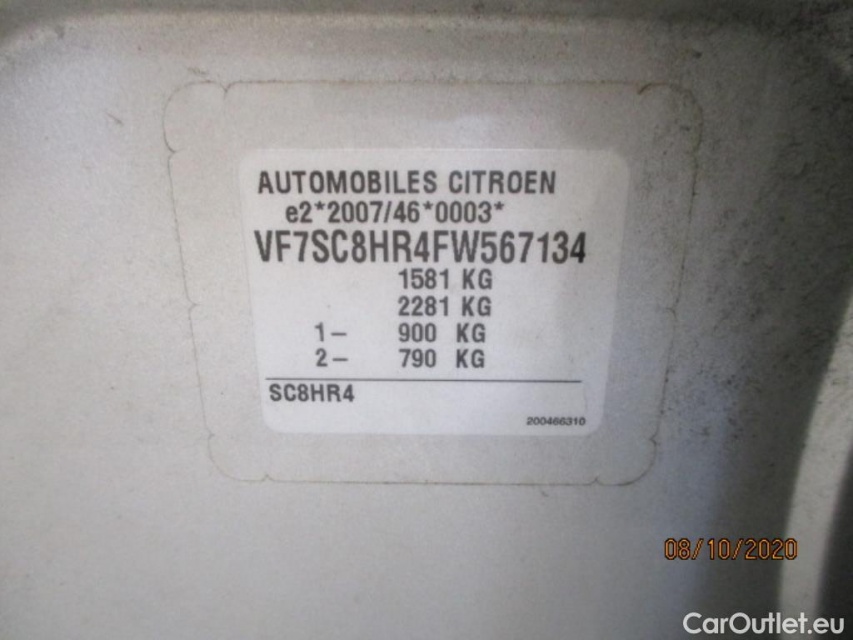 AUTOMOBILES CITROEN
e2*2007/46*0003*
VF7SC8HR4FW567134
1581 KG
2281 KG
1- 900 KG
2- 790 KG
SC8HR4
200466310
08/10/2020
CarOutlet.eu